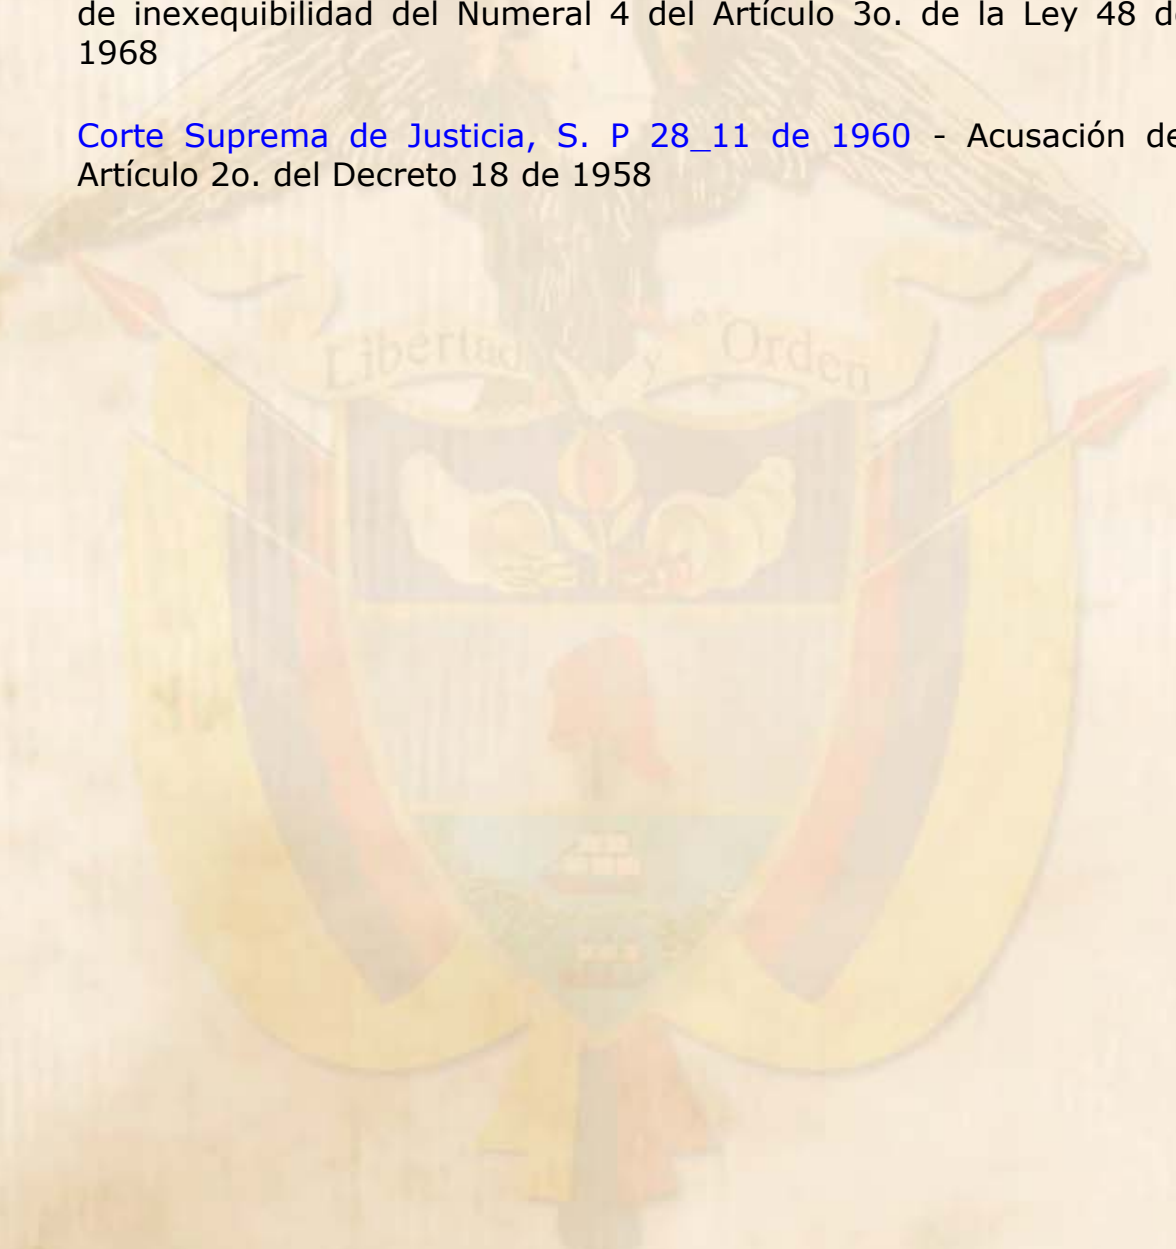 de inexequibilidad del Numeral 4 del Artículo 3o. de la Ley 48 d
1968
Corte Suprema de Justicia, S. P 28_11 de 1960 - Acusación de
Artículo 2o. del Decreto 18 de 1958
Libertad y Orden